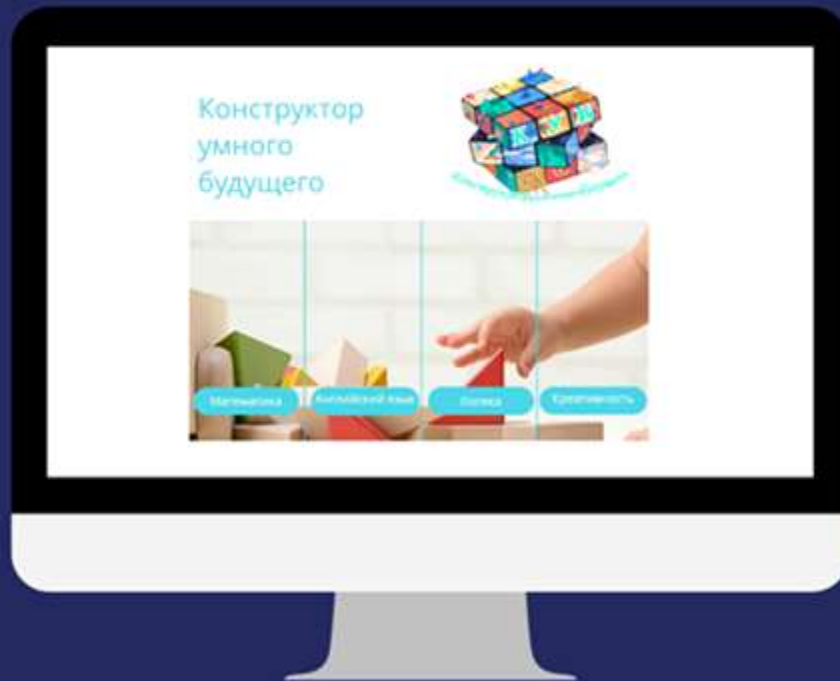 Конструктор
умного
будущего
К У Б
Математика
Английский язык
Логика
Креативность